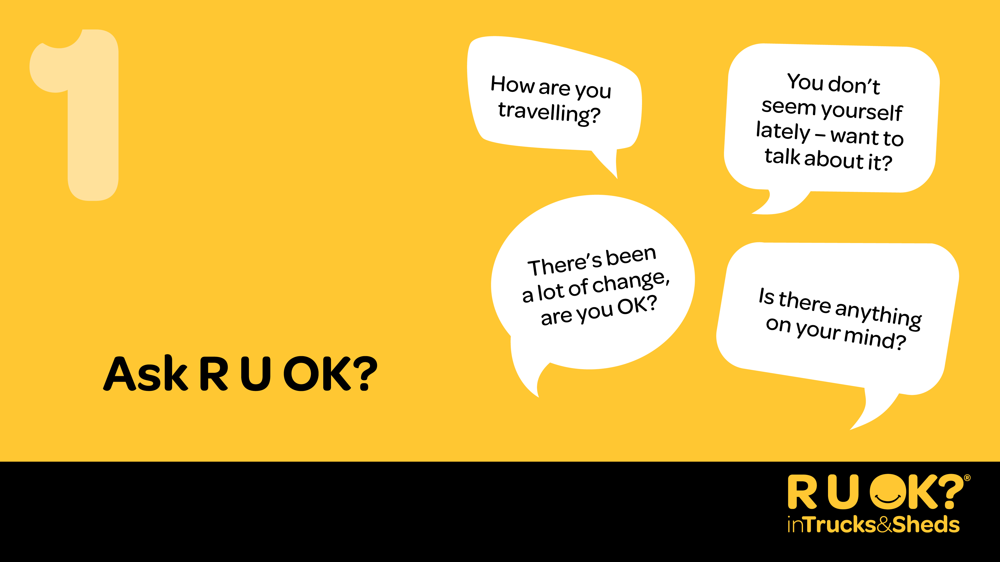 1
How are you
travelling?
You don't
seem yourself
lately – want to
talk about it?
There's been
a lot of change,
are you OK?
Is there anything
on your mind?
Ask R U OK?
R U OK?®
inTrucks&Sheds